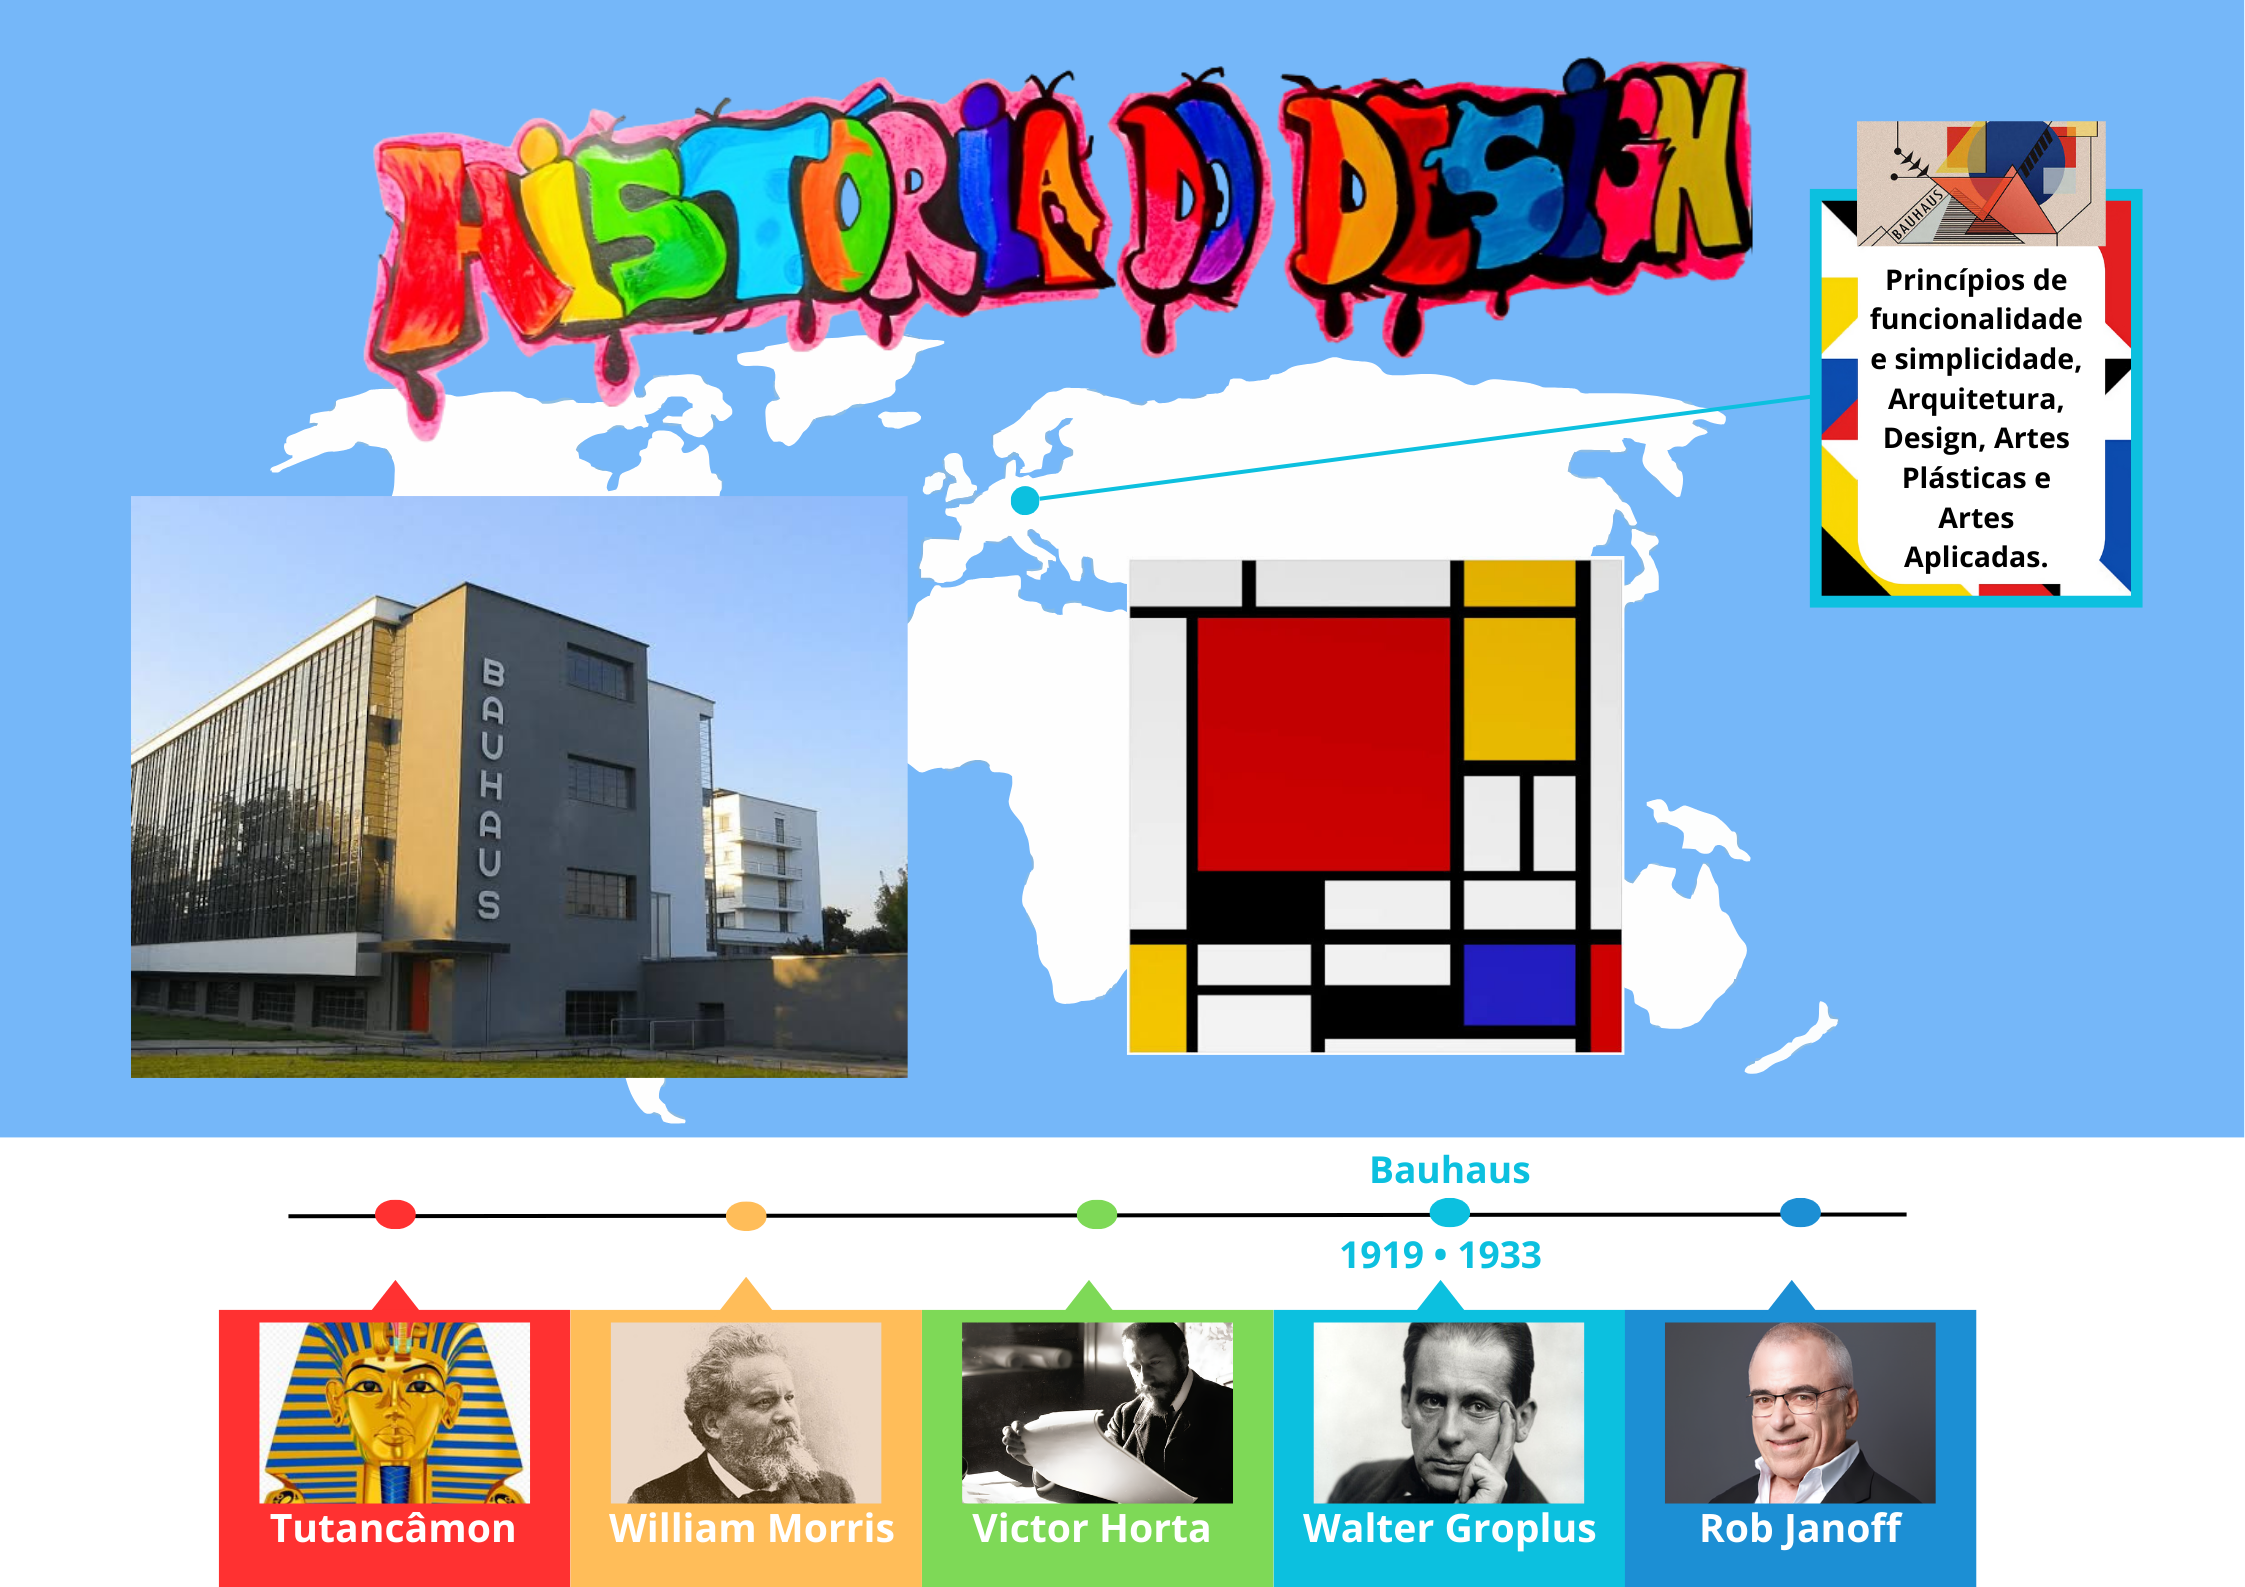 HISTÓRIA DO DESIGN
BAUHAUS
Princípios de
funcionalidade
e simplicidade,
Arquitetura,
Design, Artes
Plásticas e
Artes
Aplicadas.
BAUHAUS
Bauhaus
1919 • 1933
Tutancâmon
William Morris
Victor Horta
Walter Groplus
Rob Janoff